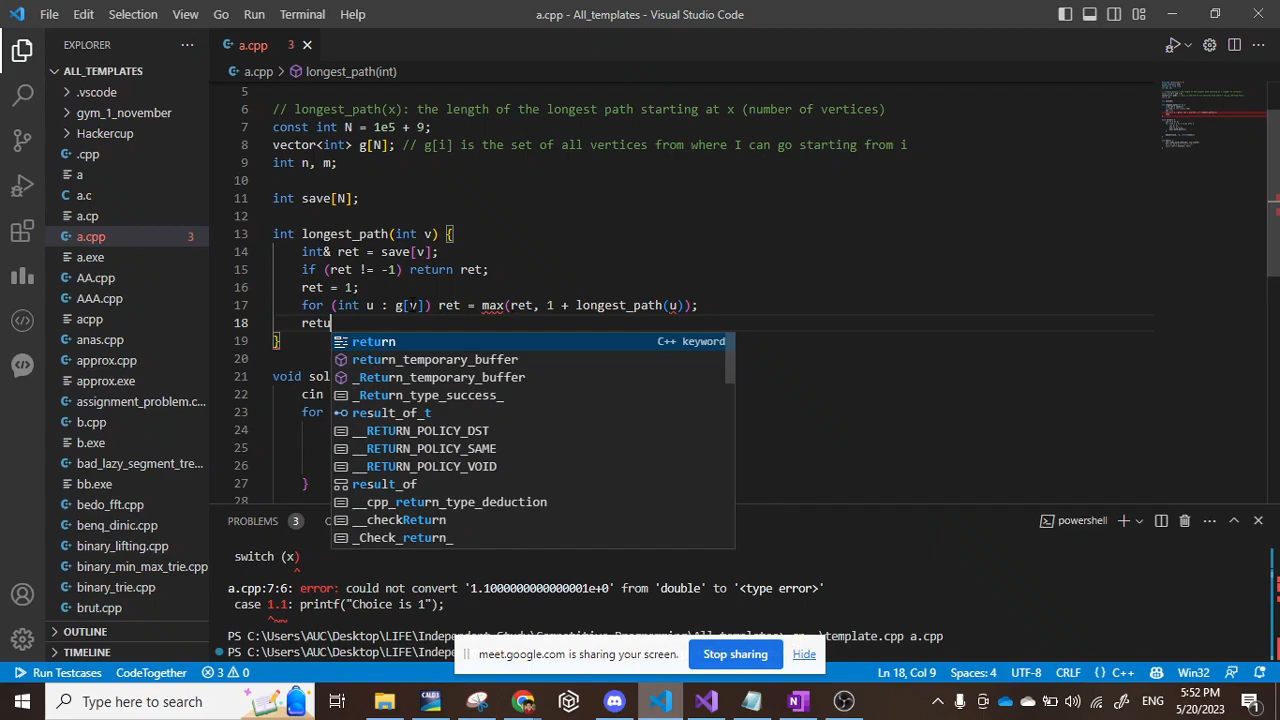 File Edit Selection View Go Run Terminal Help
a.cpp - All_templates - Visual Studio Code
EXPLORER
ALL_TEMPLATES
.vscode
gym_1_november
Hackercup
.cpp
a
a.c
a.cp
a.cpp 3
a.exe
AA.cpp
AAA.cpp
acpp
anas.cpp
approx.cpp
approx.exe
assignment_problem.c...
b.cpp
b.exe
bad_lazy_segment_tre...
bb.exe
bedo_fft.cpp
benq_dinic.cpp
binary_lifting.cpp
binary_min_max_trie.cpp
binary_trie.cpp
brut.cpp
OUTLINE
TIMELINE
a.cpp 3
a.cpp > longest_path(int)
5
6 // longest_path(x): the length of the longest path starting at x (number of vertices)
7 const int N = 1e5 + 9;
8 vector<int> g[N]; // g[i] is the set of all vertices from where I can go starting from i
9 int n, m;
10
11 int save[N];
12
13 int longest_path(int v) {
14 int& ret = save[v];
15 if (ret != -1) return ret;
16 ret = 1;
17 for (int u : g[v]) ret = max(ret, 1 + longest_path(u));
18 retu
19 }
20
21 void sol
22 cin
23 for
24
25
26
27 }
28
return C++ keyword
return_temporary_buffer
_Return_temporary_buffer
_Return_type_success_
result_of_t
__RETURN_POLICY_DST
__RETURN_POLICY_SAME
__RETURN_POLICY_VOID
result_of
__cpp_return_type_deduction
__checkReturn
_Check_return_
PROBLEMS 3
powershell
switch (x)
^
a.cpp:7:6: error: could not convert '1.1000000000000001e+0' from 'double' to '<type error>'
case 1.1: printf("Choice is 1");
^~~
PS C:\Users\AUC\Desktop\LIFE\Independent Study\Competitive Programming\All_templates> cp .\template.cpp a.cpp
PS C:\Users\AUC\Desktop\LIFE\Inde
meet.google.com is sharing your screen. Stop sharing Hide
Run Testcases CodeTogether 3 0
Ln 18, Col 9 Spaces: 4 UTF-8 CRLF {} C++ Win32
Type here to search
CALD3
ENG
5:52 PM
5/20/2023
1